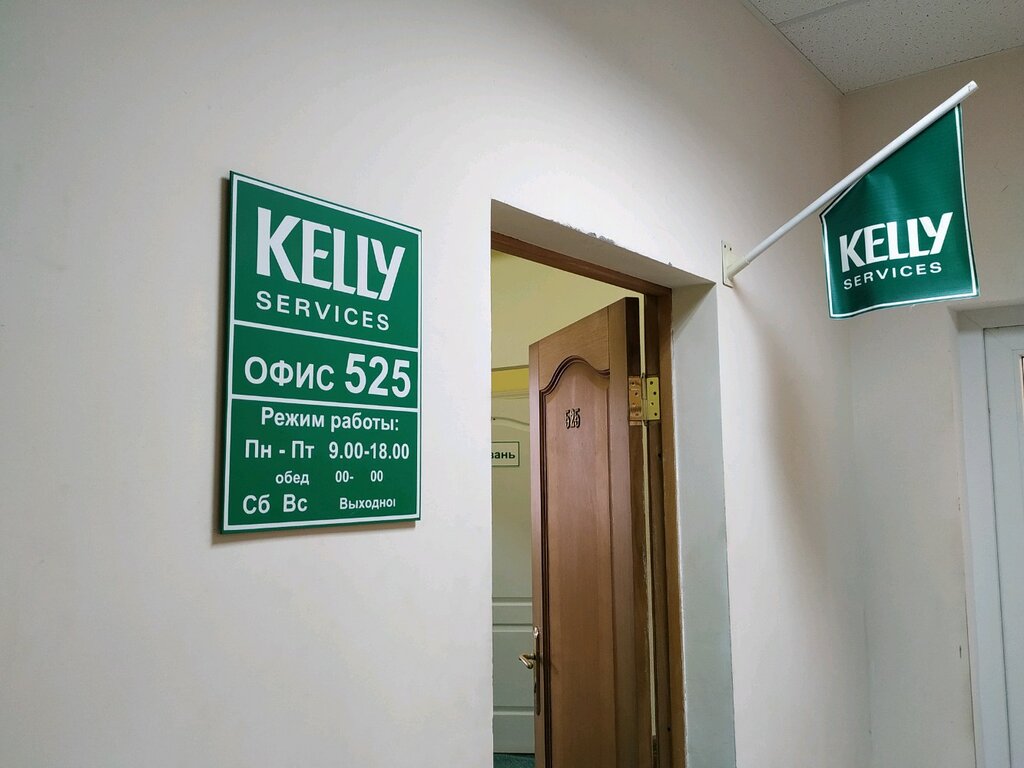 KELLY
SERVICES
ОФИС 525
Режим работы:
Пн - Пт 9.00-18.00
обед 00- 00
Сб Вс Выходно
525
KELLY
SERVICES